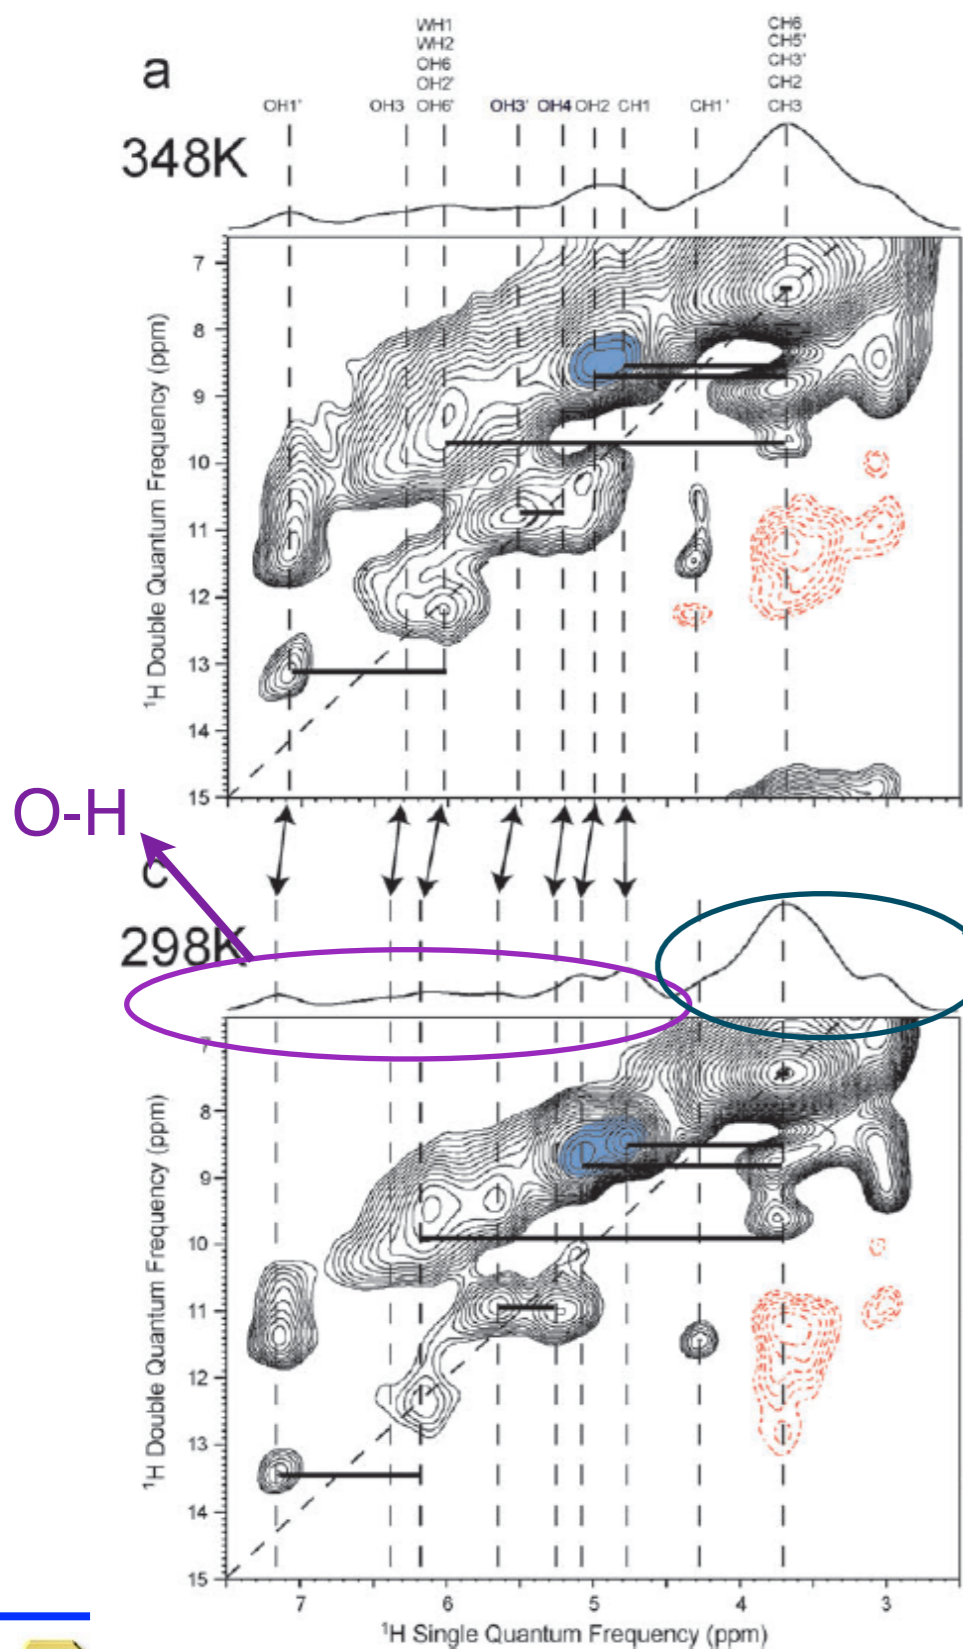 WH1
WH2
OH6
OH2'
OH6'
CH6
CH5'
CH3'
CH2
CH3
a
OH1'
OH3
OH3'
OH4
OH2
CH1
CH1'
348K
7
8
9
10
11
12
13
14
15
¹H Double Quantum Frequency (ppm)
O-H
c
298K
7
8
9
10
11
12
13
14
15
¹H Double Quantum Frequency (ppm)
7
6
5
4
3
¹H Single Quantum Frequency (ppm)